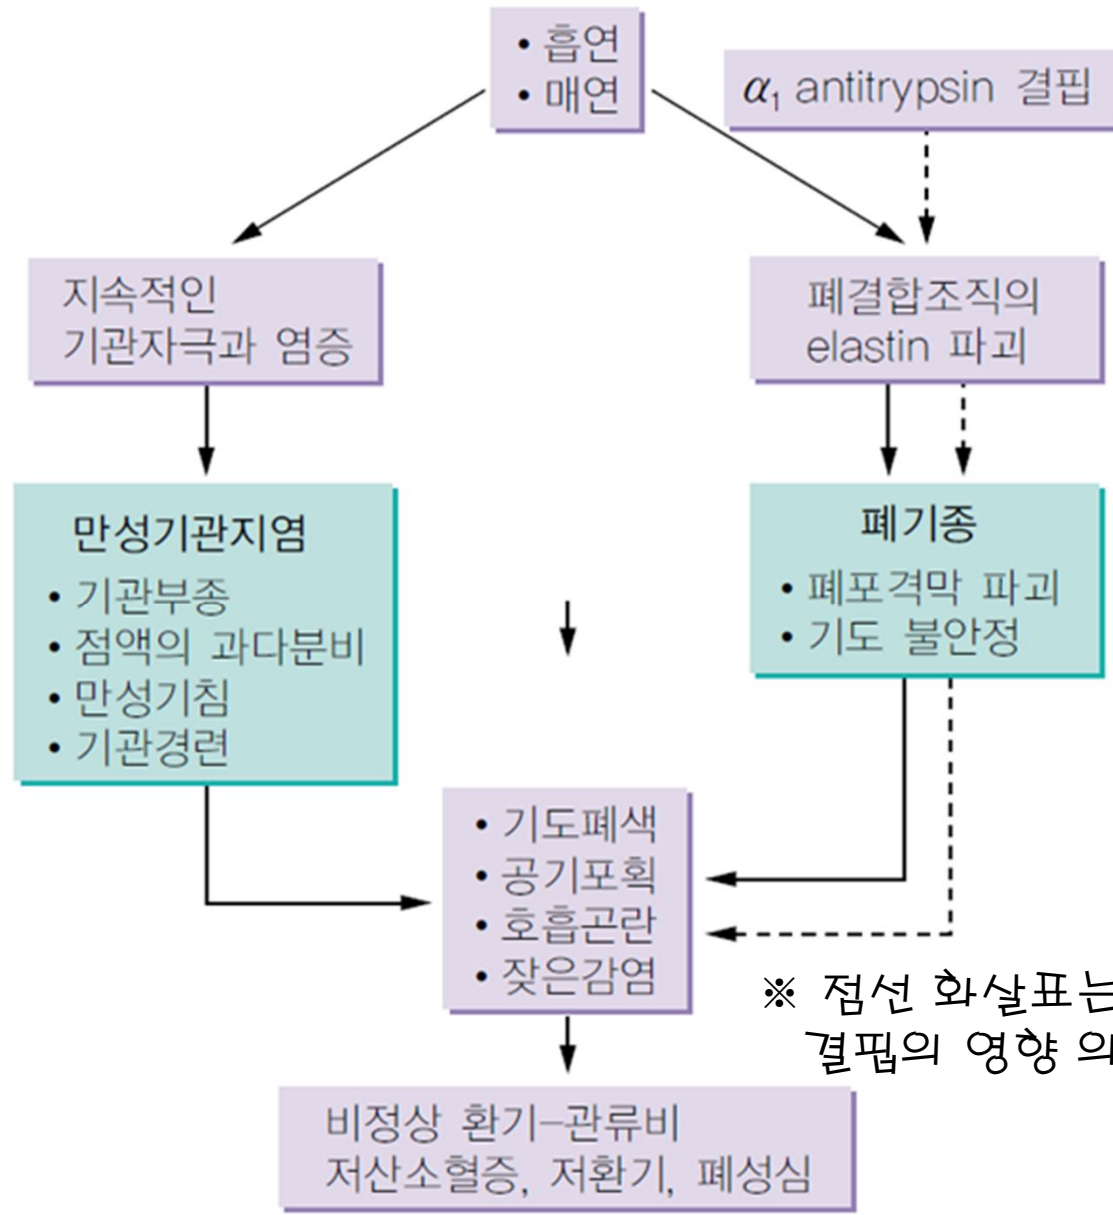 • 흡연
• 매연
α₁ antitrypsin 결핍
지속적인
기관자극과 염증
폐결합조직의
elastin 파괴
만성기관지염
• 기관부종
• 점액의 과다분비
• 만성기침
• 기관경련
폐기종
• 폐포격막 파괴
• 기도 불안정
• 기도폐색
• 공기포획
• 호흡곤란
• 잦은감염
※ 점선 화살표는
결핍의 영향 의
비정상 환기–관류비
저산소혈증, 저환기, 폐성심